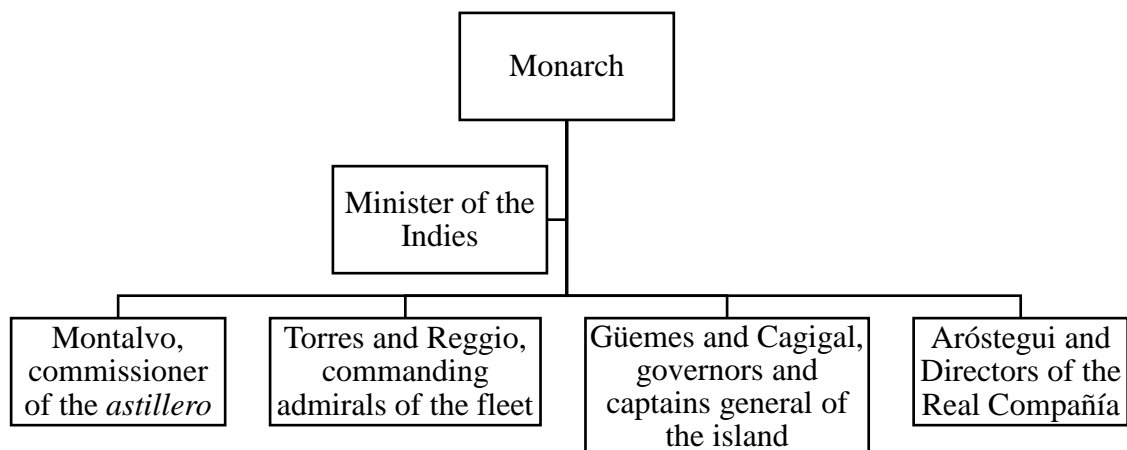 Monarch
Minister of the
Indies
Montalvo,
commissioner
of the astillero
Torres and Reggio,
commanding
admirals of the fleet
Güemes and Cagigal,
governors and
captains general of
the island
Aróstegui and
Directors of the
Real Compañía